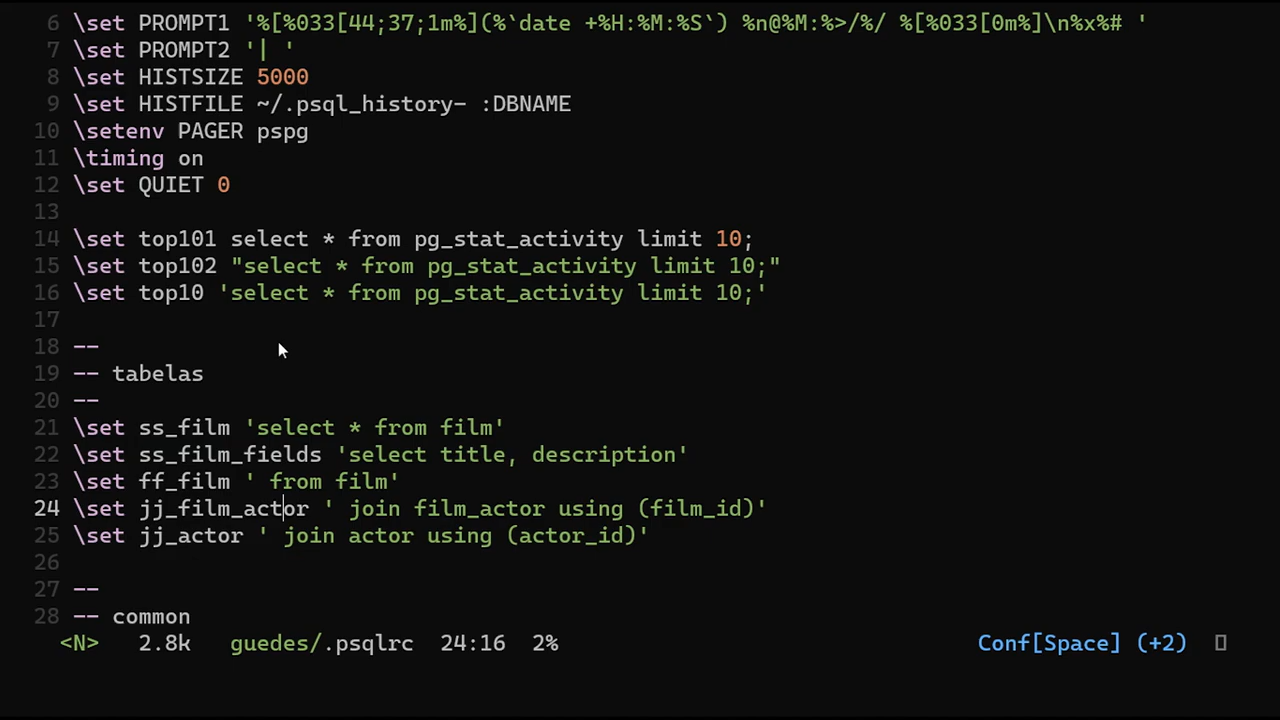 6 \set PROMPT1 '%[%033[44;37;1m%](%`date +%H:%M:%S`) %n@%M:%>/%/ %[%033[0m%]\n%x%# '
7 \set PROMPT2 '| '
8 \set HISTSIZE 5000
9 \set HISTFILE ~/.psql_history- :DBNAME
10 \setenv PAGER pspg
11 \timing on
12 \set QUIET 0
13
14 \set top101 select * from pg_stat_activity limit 10;
15 \set top102 "select * from pg_stat_activity limit 10;"
16 \set top10 'select * from pg_stat_activity limit 10;'
17
18 --
19 -- tabelas
20 --
21 \set ss_film 'select * from film'
22 \set ss_film_fields 'select title, description'
23 \set ff_film ' from film'
24 \set jj_film_actor ' join film_actor using (film_id)'
25 \set jj_actor ' join actor using (actor_id)'
26
27 --
28 -- common
<N> 2.8k guedes/.psqlrc 24:16 2% Conf[Space] (+2)